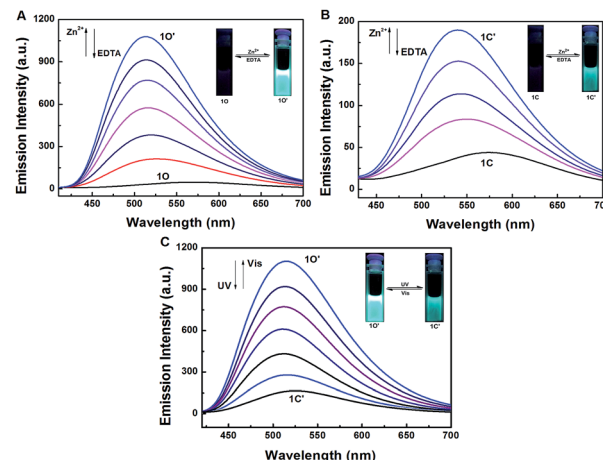 A
Zn2+
EDTA
1O'
1O
Zn2+
EDTA
1O
1O'
Emission Intensity (a.u.)
1200
900
600
300
0
450
500
550
600
650
700
Wavelength (nm)
B
Zn2+
EDTA
1C'
1C
Zn2+
EDTA
1C
1C'
Emission Intensity (a.u.)
200
150
100
50
0
450
500
550
600
650
700
Wavelength (nm)
C
Vis
UV
1O'
1C'
UV
Vis
1O'
1C'
Emission Intensity (a.u.)
1200
900
600
300
0
450
500
550
600
650
700
Wavelength (nm)